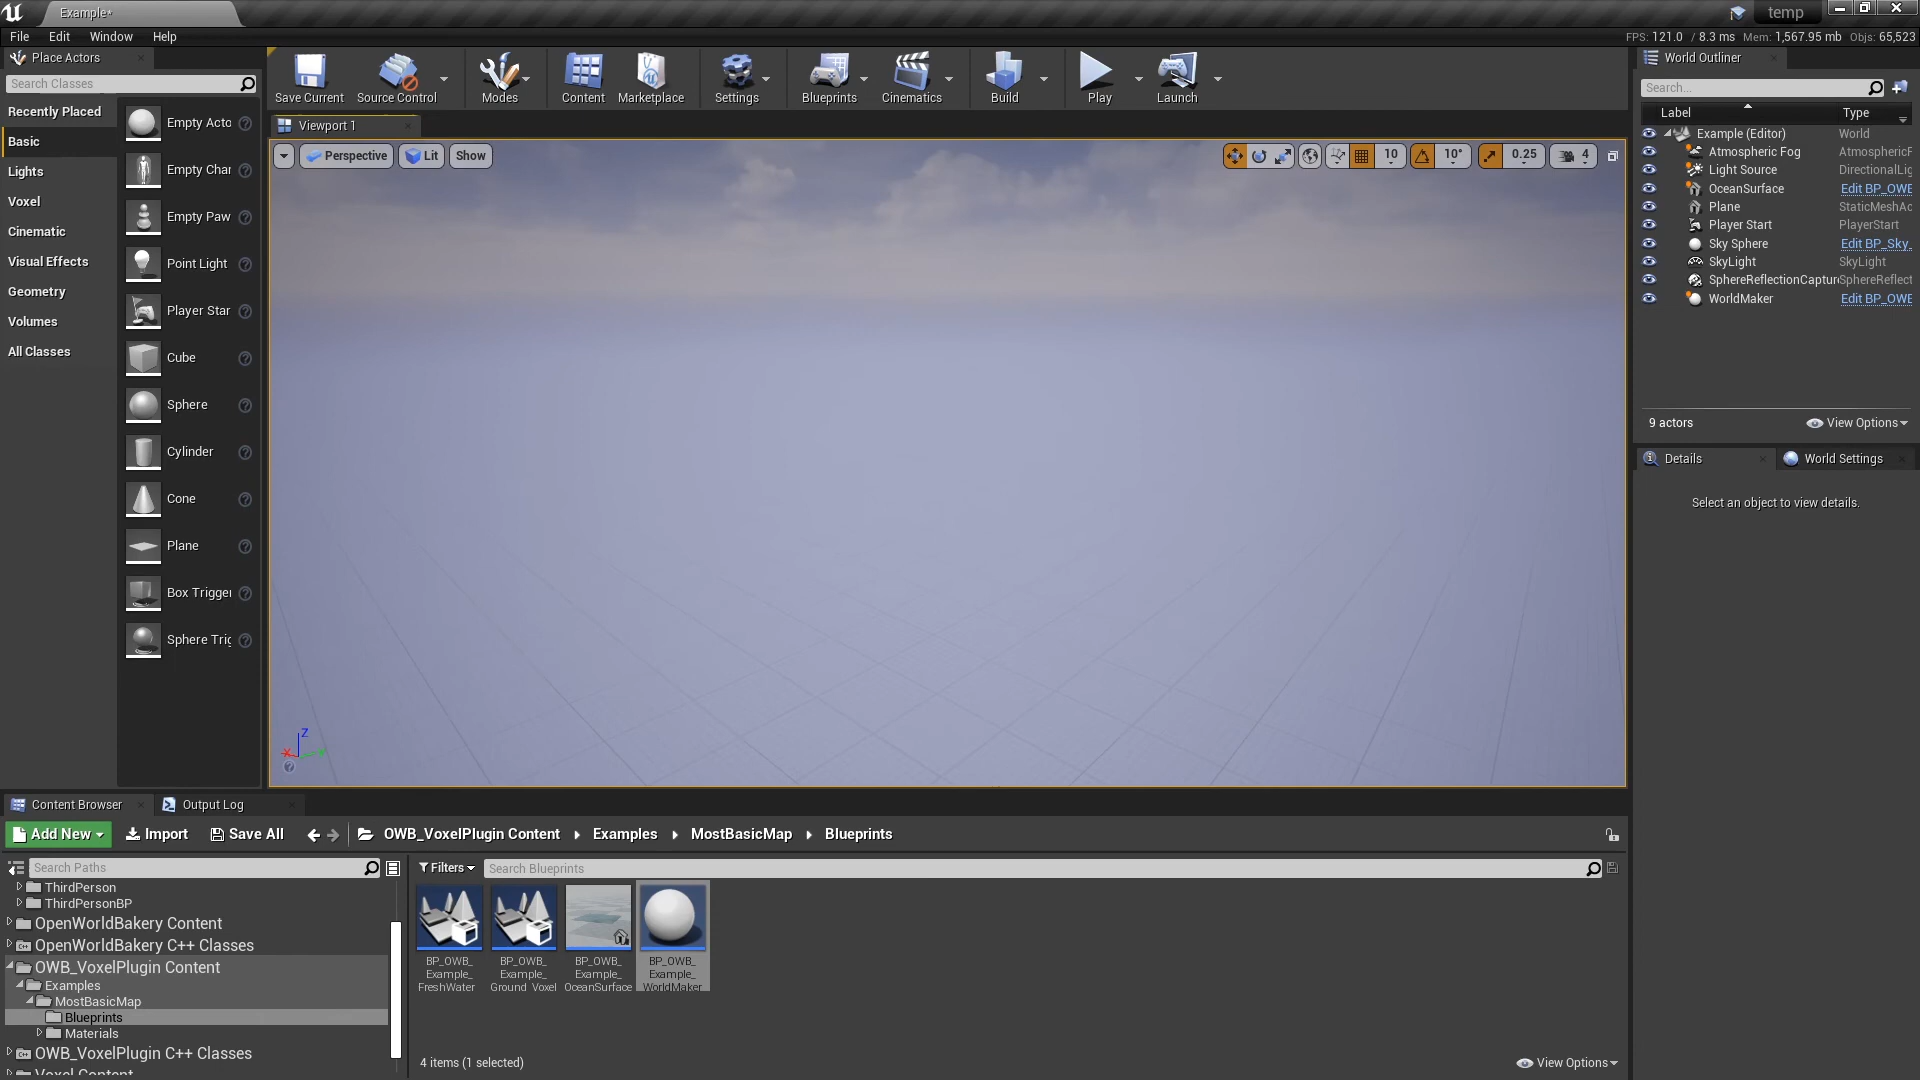 Example*
temp
File Edit Window Help
FPS: 121.0 / 8.3 ms Mem: 1,567.95 mb Objs: 65,523
Place Actors
Search Classes
Recently Placed
Basic
Lights
Voxel
Cinematic
Visual Effects
Geometry
Volumes
All Classes
Empty Acto
Empty Char
Empty Paw
Point Light
Player Star
Cube
Sphere
Cylinder
Cone
Plane
Box Trigger
Sphere Trig
Save Current
Source Control
Modes
Content
Marketplace
Settings
Blueprints
Cinematics
Build
Play
Launch
Viewport 1
Perspective
Lit
Show
10
10°
0.25
4
X
Z
World Outliner
Search...
Label Type
Example (Editor) World
Atmospheric Fog AtmosphericF
Light Source DirectionalLig
OceanSurface Edit BP_OWB
Plane StaticMeshAc
Player Start PlayerStart
Sky Sphere Edit BP_Sky_
SkyLight SkyLight
SphereReflectionCapture SphereReflect
WorldMaker Edit BP_OWB
9 actors
View Options
Details
World Settings
Select an object to view details.
Content Browser
Output Log
Add New
Import
Save All
OWB_VoxelPlugin Content
Examples
MostBasicMap
Blueprints
Search Paths
Filters
Search Blueprints
ThirdPerson
ThirdPersonBP
OpenWorldBakery Content
OpenWorldBakery C++ Classes
OWB_VoxelPlugin Content
Examples
MostBasicMap
Blueprints
Materials
OWB_VoxelPlugin C++ Classes
Voxel Content
BP_OWB_
Example_
FreshWater
BP_OWB_
Example_
Ground_Voxel
BP_OWB_
Example_
OceanSurface
BP_OWB_
Example_
WorldMaker
4 items (1 selected)
View Options